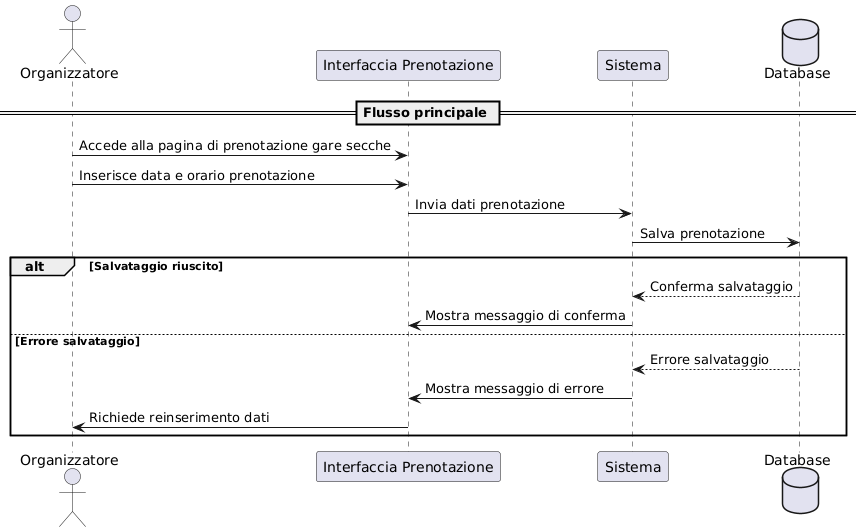 Organizzatore
Interfaccia Prenotazione
Sistema
Database
Flusso principale
Accede alla pagina di prenotazione gare secche
Inserisce data e orario prenotazione
Invia dati prenotazione
Salva prenotazione
alt [Salvataggio riuscito]
Conferma salvataggio
Mostra messaggio di conferma
[Errore salvataggio]
Errore salvataggio
Mostra messaggio di errore
Richiede reinserimento dati
Organizzatore
Interfaccia Prenotazione
Sistema
Database